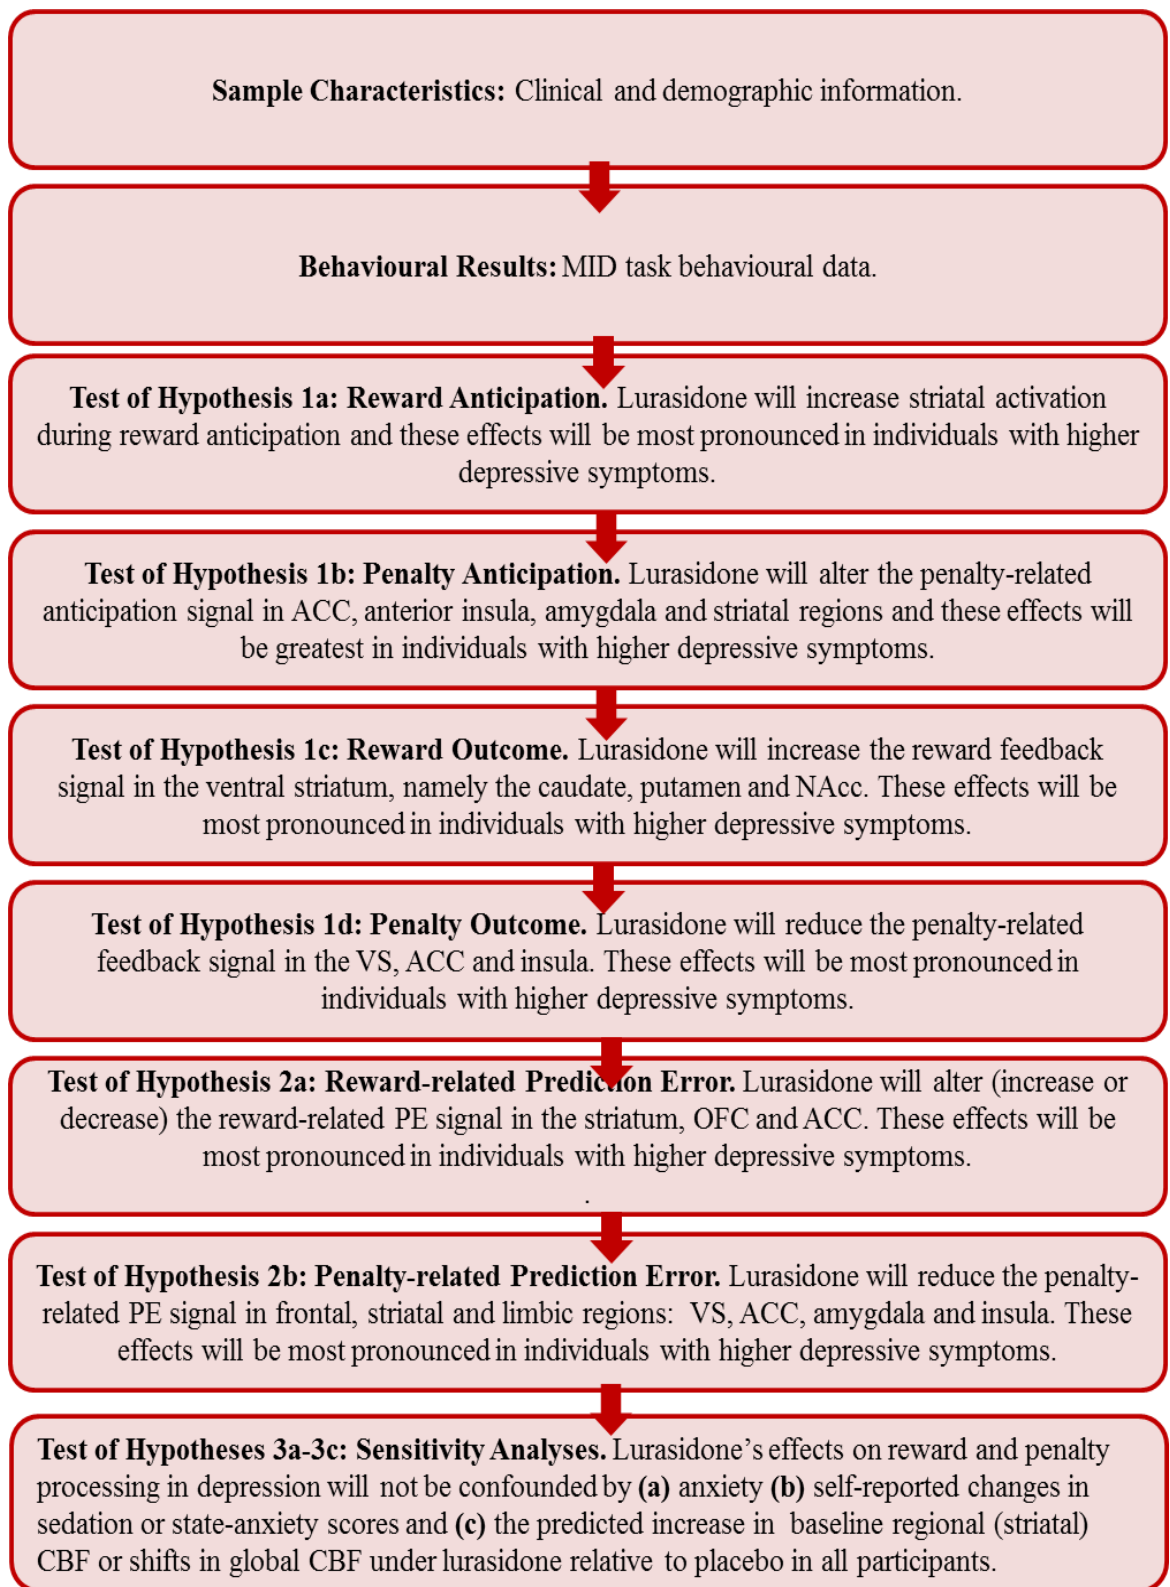 Sample Characteristics: Clinical and demographic information.
Behavioural Results: MID task behavioural data.
Test of Hypothesis 1a: Reward Anticipation. Lurasidone will increase striatal activation
during reward anticipation and these effects will be most pronounced in individuals with higher
depressive symptoms.
Test of Hypothesis 1b: Penalty Anticipation. Lurasidone will alter the penalty-related
anticipation signal in ACC, anterior insula, amygdala and striatal regions and these effects will
be greatest in individuals with higher depressive symptoms.
Test of Hypothesis 1c: Reward Outcome. Lurasidone will increase the reward feedback
signal in the ventral striatum, namely the caudate, putamen and NAcc. These effects will be
most pronounced in individuals with higher depressive symptoms.
Test of Hypothesis 1d: Penalty Outcome. Lurasidone will reduce the penalty-related
feedback signal in the VS, ACC and insula. These effects will be most pronounced in
individuals with higher depressive symptoms.
Test of Hypothesis 2a: Reward-related Prediction Error. Lurasidone will alter (increase or
decrease) the reward-related PE signal in the striatum, OFC and ACC. These effects will be
most pronounced in individuals with higher depressive symptoms.
.
Test of Hypothesis 2b: Penalty-related Prediction Error. Lurasidone will reduce the penalty-
related PE signal in frontal, striatal and limbic regions: VS, ACC, amygdala and insula. These
effects will be most pronounced in individuals with higher depressive symptoms.
Test of Hypotheses 3a-3c: Sensitivity Analyses. Lurasidone’s effects on reward and penalty
processing in depression will not be confounded by (a) anxiety (b) self-reported changes in
sedation or state-anxiety scores and (c) the predicted increase in baseline regional (striatal)
CBF or shifts in global CBF under lurasidone relative to placebo in all participants.